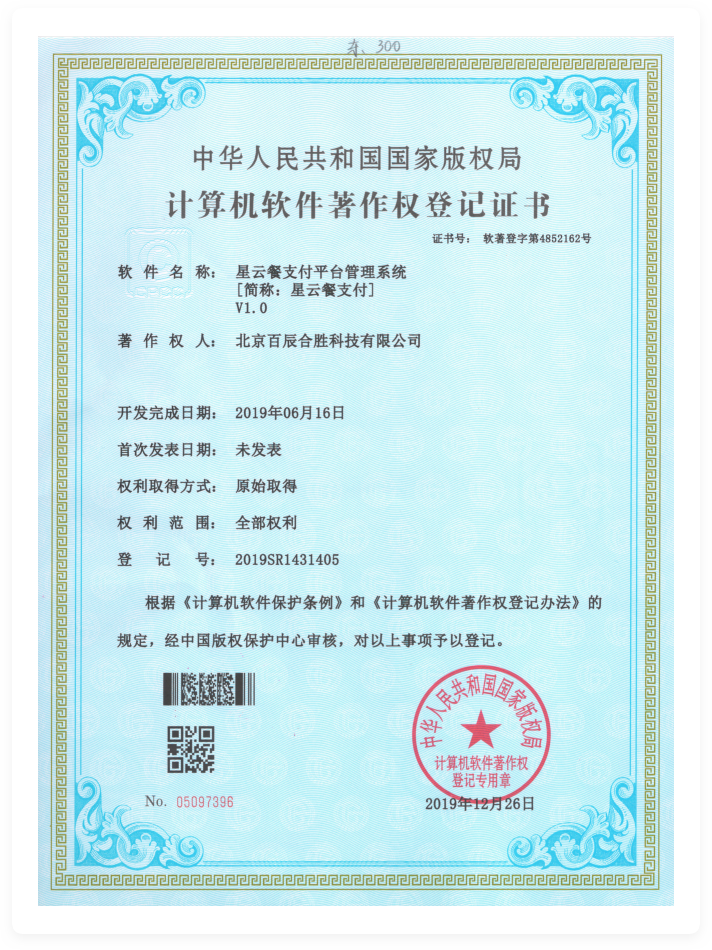 300
中华人民共和国国家版权局
计算机软件著作权登记证书
证书号： 软著登字第4852162号
软件名称： 星云餐支付平台管理系统
[简称：星云餐支付]
V1.0
著作权人： 北京百辰合胜科技有限公司
开发完成日期： 2019年06月16日
首次发表日期： 未发表
权利取得方式： 原始取得
权利范围： 全部权利
登记号： 2019SR1431405
根据《计算机软件保护条例》和《计算机软件著作权登记办法》的
规定，经中国版权保护中心审核，对以上事项予以登记。
中华人民共和国国家版权局
计算机软件著作权
登记专用章
No. 05097396
2019年12月26日